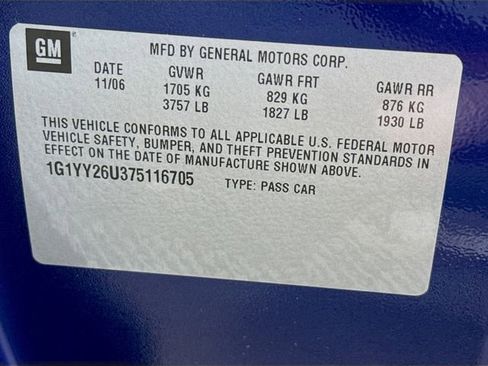 GM
MFD BY GENERAL MOTORS CORP.
DATE GVWR GAWR FRT GAWR RR
11/06 1705 KG 829 KG 876 KG
3757 LB 1827 LB 1930 LB
THIS VEHICLE CONFORMS TO ALL APPLICABLE U.S. FEDERAL MOTOR
VEHICLE SAFETY, BUMPER, AND THEFT PREVENTION STANDARDS IN
EFFECT ON THE DATE OF MANUFACTURE SHOWN ABOVE.
1G1YY26U375116705 TYPE: PASS CAR